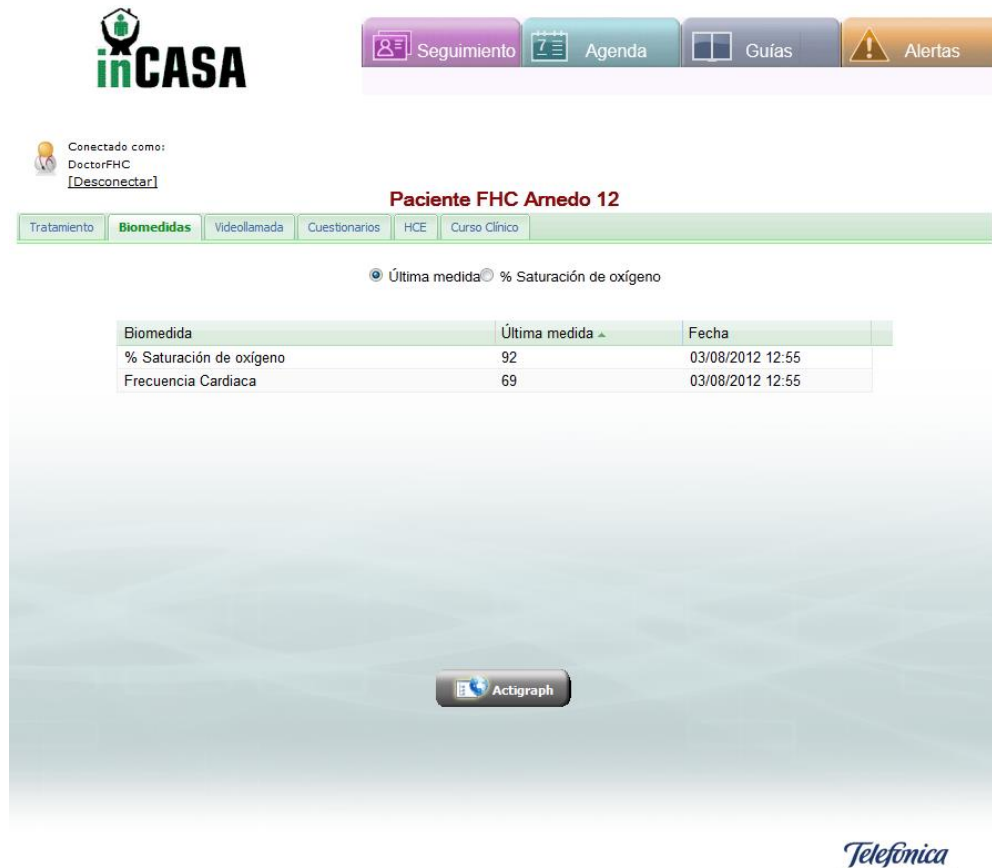 inCASA
Seguimiento
Agenda
Guías
Alertas
Conectado como:
DoctorFHC
[Desconectar]
Paciente FHC Arnedo 12
Tratamiento Biomedidas Videollamada Cuestionarios HCE Curso Clínico
Última medida % Saturación de oxígeno
Biomedida Última medida Fecha
% Saturación de oxígeno 92 03/08/2012 12:55
Frecuencia Cardiaca 69 03/08/2012 12:55
Actigraph
Telefónica